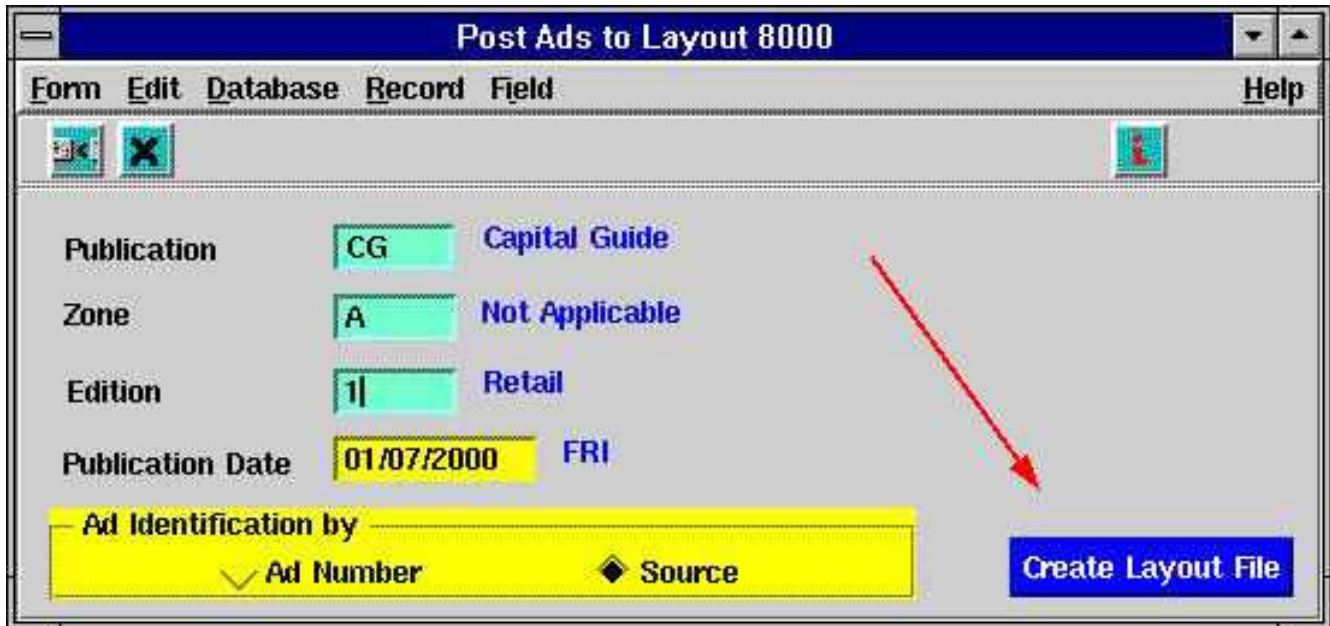 Post Ads to Layout 8000
Form Edit Database Record Field Help
Publication CG Capital Guide
Zone A Not Applicable
Edition 1 Retail
Publication Date 01/07/2000 FRI
Ad Identification by
Ad Number Source
Create Layout File